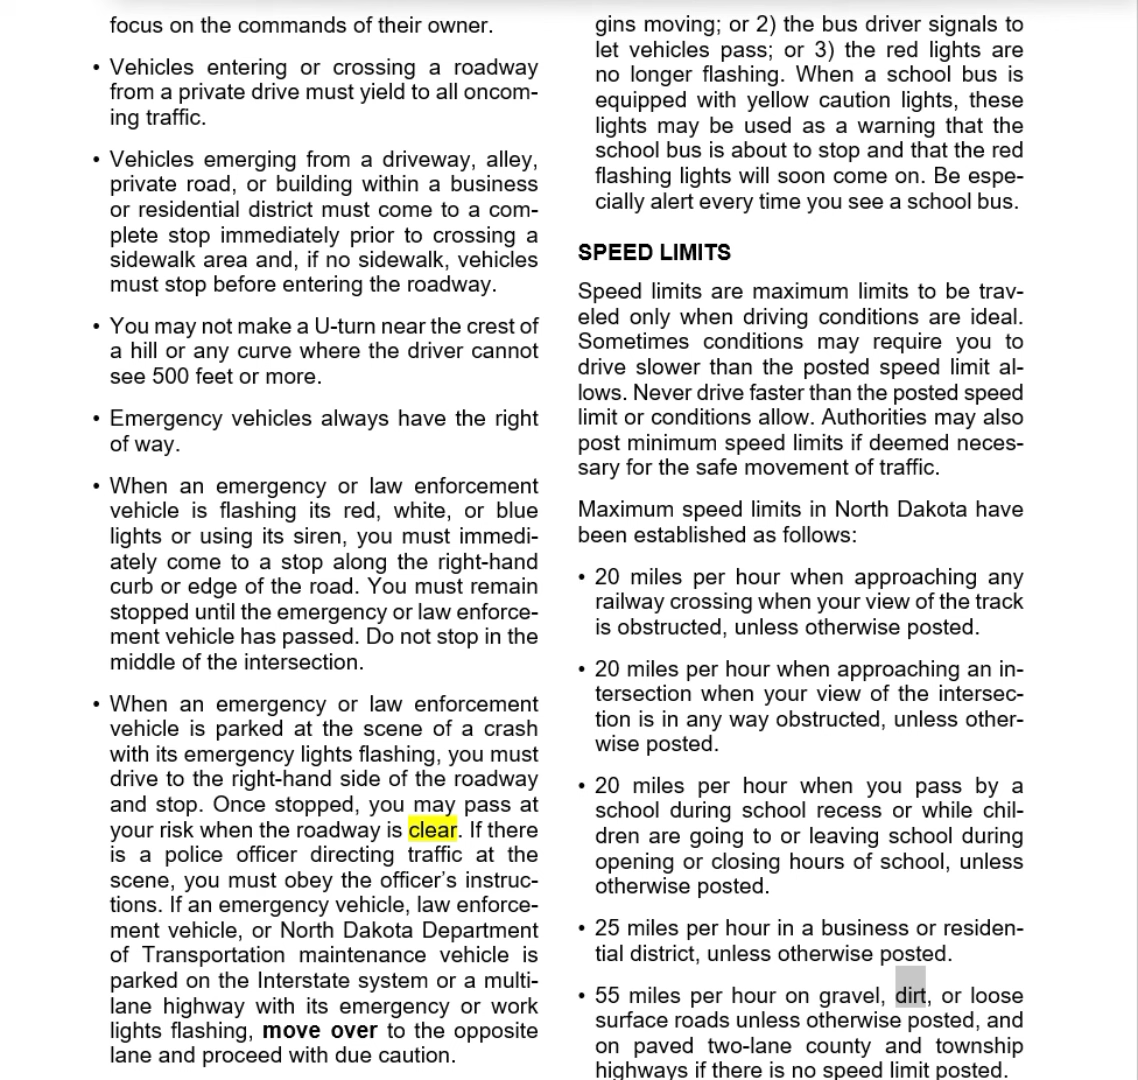 focus on the commands of their owner.
• Vehicles entering or crossing a roadway
from a private drive must yield to all oncom-
ing traffic.
• Vehicles emerging from a driveway, alley,
private road, or building within a business
or residential district must come to a com-
plete stop immediately prior to crossing a
sidewalk area and, if no sidewalk, vehicles
must stop before entering the roadway.
• You may not make a U-turn near the crest of
a hill or any curve where the driver cannot
see 500 feet or more.
• Emergency vehicles always have the right
of way.
• When an emergency or law enforcement
vehicle is flashing its red, white, or blue
lights or using its siren, you must immedi-
ately come to a stop along the right-hand
curb or edge of the road. You must remain
stopped until the emergency or law enforce-
ment vehicle has passed. Do not stop in the
middle of the intersection.
• When an emergency or law enforcement
vehicle is parked at the scene of a crash
with its emergency lights flashing, you must
drive to the right-hand side of the roadway
and stop. Once stopped, you may pass at
your risk when the roadway is clear. If there
is a police officer directing traffic at the
scene, you must obey the officer's instruc-
tions. If an emergency vehicle, law enforce-
ment vehicle, or North Dakota Department
of Transportation maintenance vehicle is
parked on the Interstate system or a multi-
lane highway with its emergency or work
lights flashing, move over to the opposite
lane and proceed with due caution.
gins moving; or 2) the bus driver signals to
let vehicles pass; or 3) the red lights are
no longer flashing. When a school bus is
equipped with yellow caution lights, these
lights may be used as a warning that the
school bus is about to stop and that the red
flashing lights will soon come on. Be espe-
cially alert every time you see a school bus.
SPEED LIMITS
Speed limits are maximum limits to be trav-
eled only when driving conditions are ideal.
Sometimes conditions may require you to
drive slower than the posted speed limit al-
lows. Never drive faster than the posted speed
limit or conditions allow. Authorities may also
post minimum speed limits if deemed neces-
sary for the safe movement of traffic.
Maximum speed limits in North Dakota have
been established as follows:
• 20 miles per hour when approaching any
railway crossing when your view of the track
is obstructed, unless otherwise posted.
• 20 miles per hour when approaching an in-
tersection when your view of the intersec-
tion is in any way obstructed, unless other-
wise posted.
• 20 miles per hour when you pass by a
school during school recess or while chil-
dren are going to or leaving school during
opening or closing hours of school, unless
otherwise posted.
• 25 miles per hour in a business or residen-
tial district, unless otherwise posted.
• 55 miles per hour on gravel, dirt, or loose
surface roads unless otherwise posted, and
on paved two-lane county and township
highways if there is no speed limit posted.